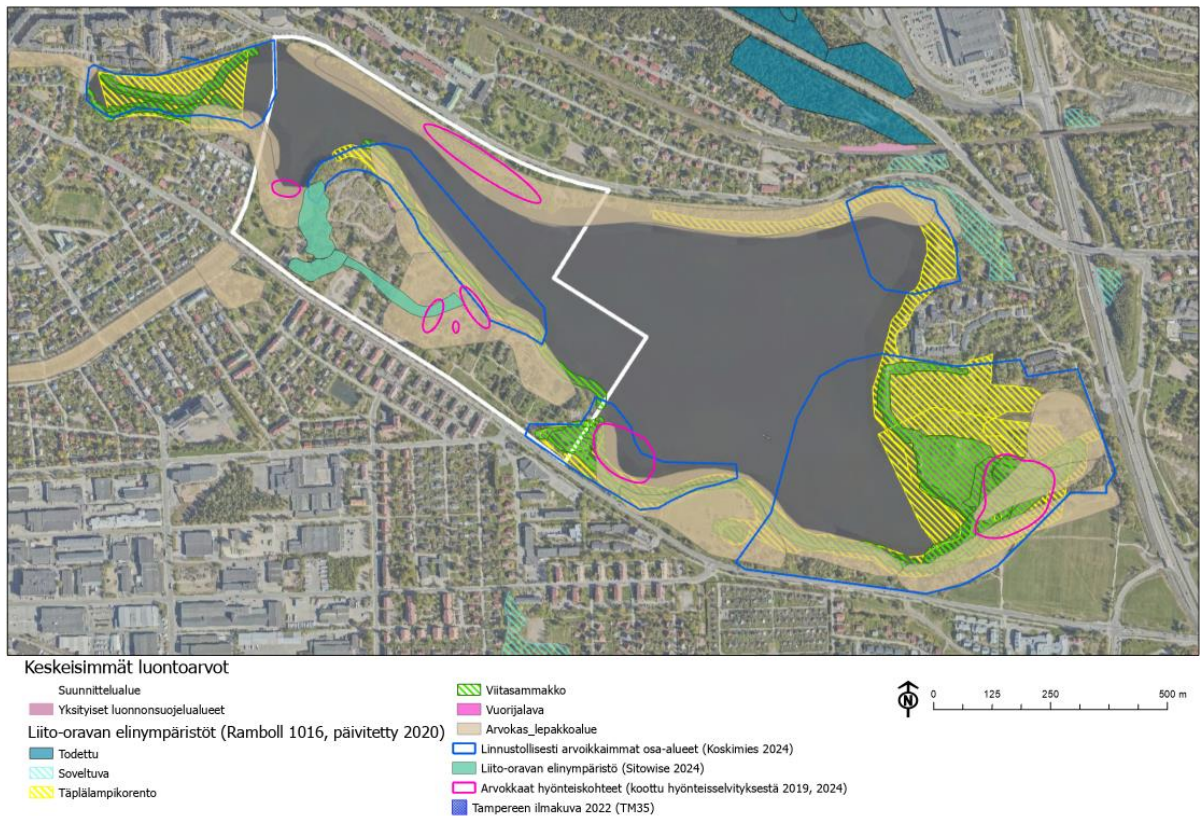 Keskeisimmät luontoarvot
Suunnittelualue
Yksityiset luonnonsuojelualueet
Liito-oravan elinympäristöt (Ramboll 1016, päivitetty 2020)
Todettu
Soveltuva
Täplälampikorento
Viitasammakko
Vuorijalava
Arvokas_lepakkoalue
Linnustollisesti arvoikkaimmat osa-alueet (Koskimies 2024)
Liito-oravan elinympäristö (Sitowise 2024)
Arvokkaat hyönteiskohteet (koottu hyönteisselvityksestä 2019, 2024)
Tampereen ilmakuva 2022 (TM35)
N
0 125 250 500 m